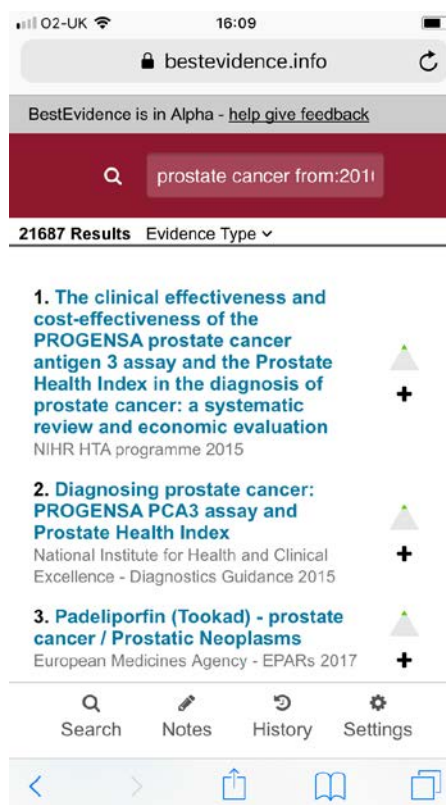 O2-UK 16:09
bestevidence.info
BestEvidence is in Alpha - help give feedback
prostate cancer from:201
21687 Results Evidence Type
1. The clinical effectiveness and
cost-effectiveness of the
PROGENSA prostate cancer
antigen 3 assay and the Prostate
Health Index in the diagnosis of
prostate cancer: a systematic
review and economic evaluation
NIHR HTA programme 2015
2. Diagnosing prostate cancer:
PROGENSA PCA3 assay and
Prostate Health Index
National Institute for Health and Clinical
Excellence - Diagnostics Guidance 2015
3. Padeliporfin (Tookad) - prostate
cancer / Prostatic Neoplasms
European Medicines Agency - EPARs 2017
Search Notes History Settings